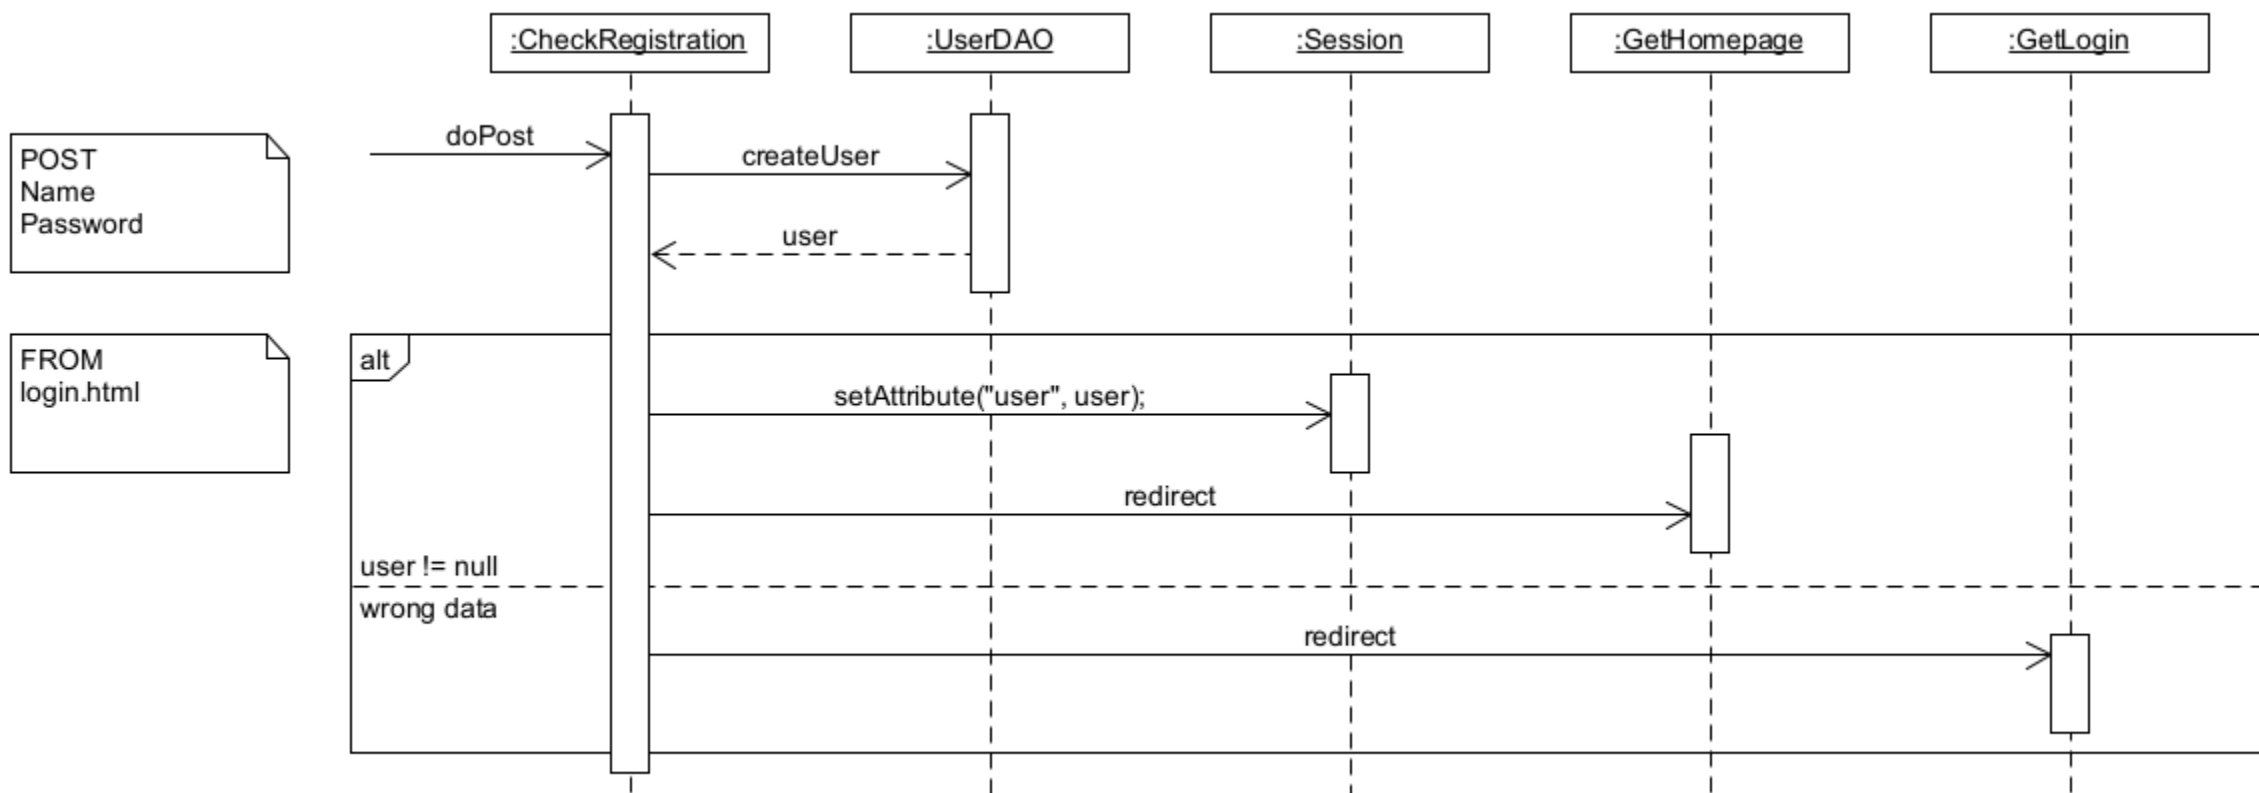 :CheckRegistration
:UserDAO
:Session
:GetHomepage
:GetLogin
doPost
createUser
POST
Name
Password
user
FROM
login.html
alt
setAttribute("user", user);
redirect
user != null
wrong data
redirect